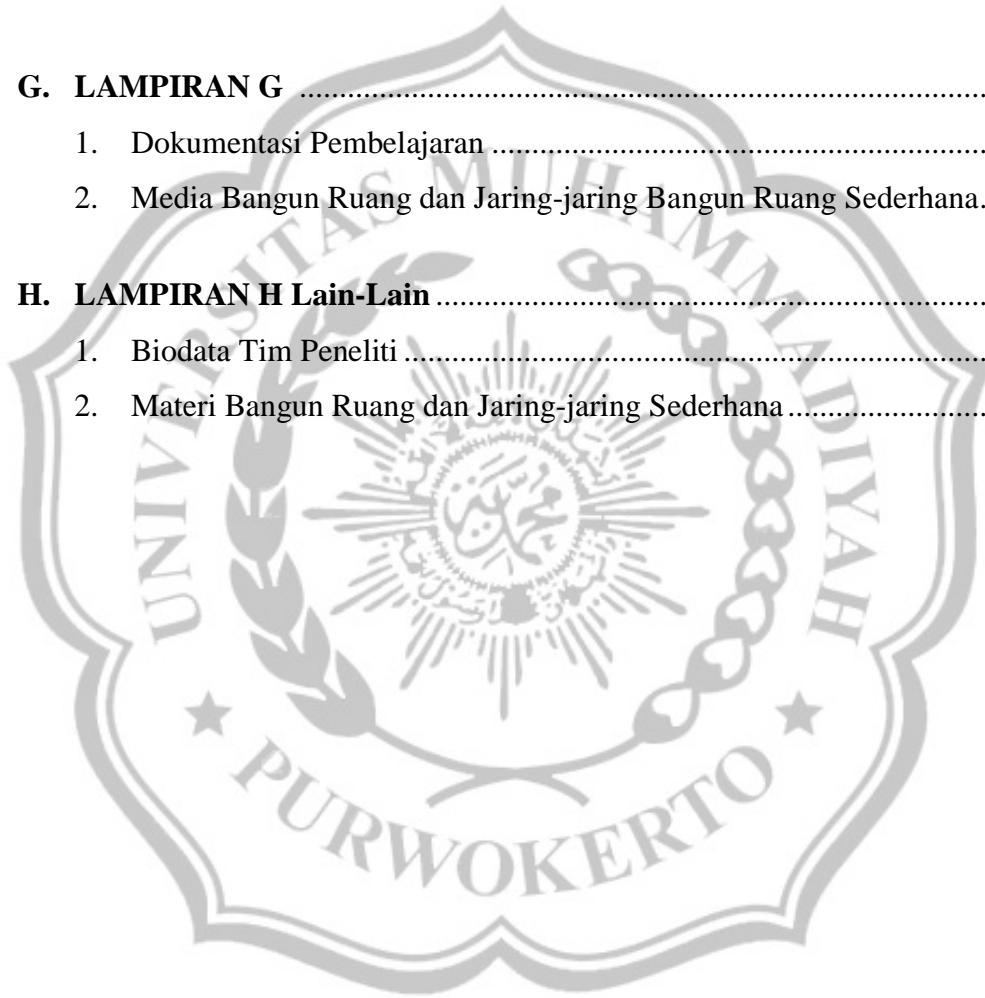 G. LAMPIRAN G ........................................................................................
1. Dokumentasi Pembelajaran ...............................................................
2. Media Bangun Ruang dan Jaring-jaring Bangun Ruang Sederhana.
H. LAMPIRAN H Lain-Lain ......................................................................
1. Biodata Tim Peneliti ..........................................................................
2. Materi Bangun Ruang dan Jaring-jaring Sederhana .........................
UNIVERSITAS MUHAMMADIYAH
PURWOKERTO